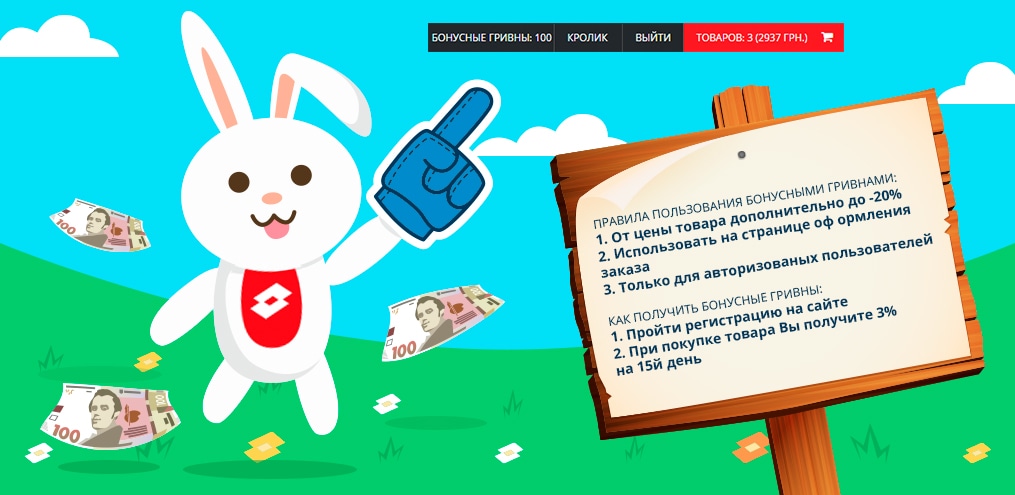 БОНУСНЫЕ ГРИВНЫ: 100 КРОЛИК ВЫЙТИ ТОВАРОВ: 3 (2937 ГРН.)
ПРАВИЛА ПОЛЬЗОВАНИЯ БОНУСНЫМИ ГРИВНАМИ:
1. От цены товара дополнительно до -20%
2. Использовать на странице оф ормления
заказа
3. Только для авторизованых пользователей
КАК ПОЛУЧИТЬ БОНУСНЫЕ ГРИВНЫ:
1. Пройти регистрацию на сайте
2. При покупке товара Вы получите 3%
на 15й день
100
100
100